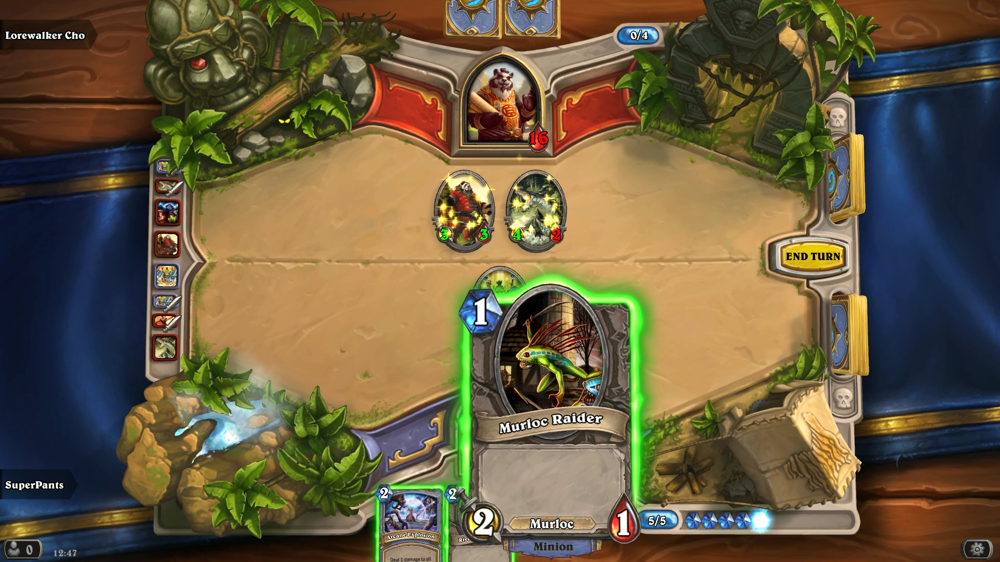 Lorewalker Cho
0/4
16
3
3
4
2
END TURN
1
Murloc Raider
SuperPants
2
2
2
Murloc
1
5/5
Arcane Explosion
Minion
0
12:47
Deal 1 damage to all